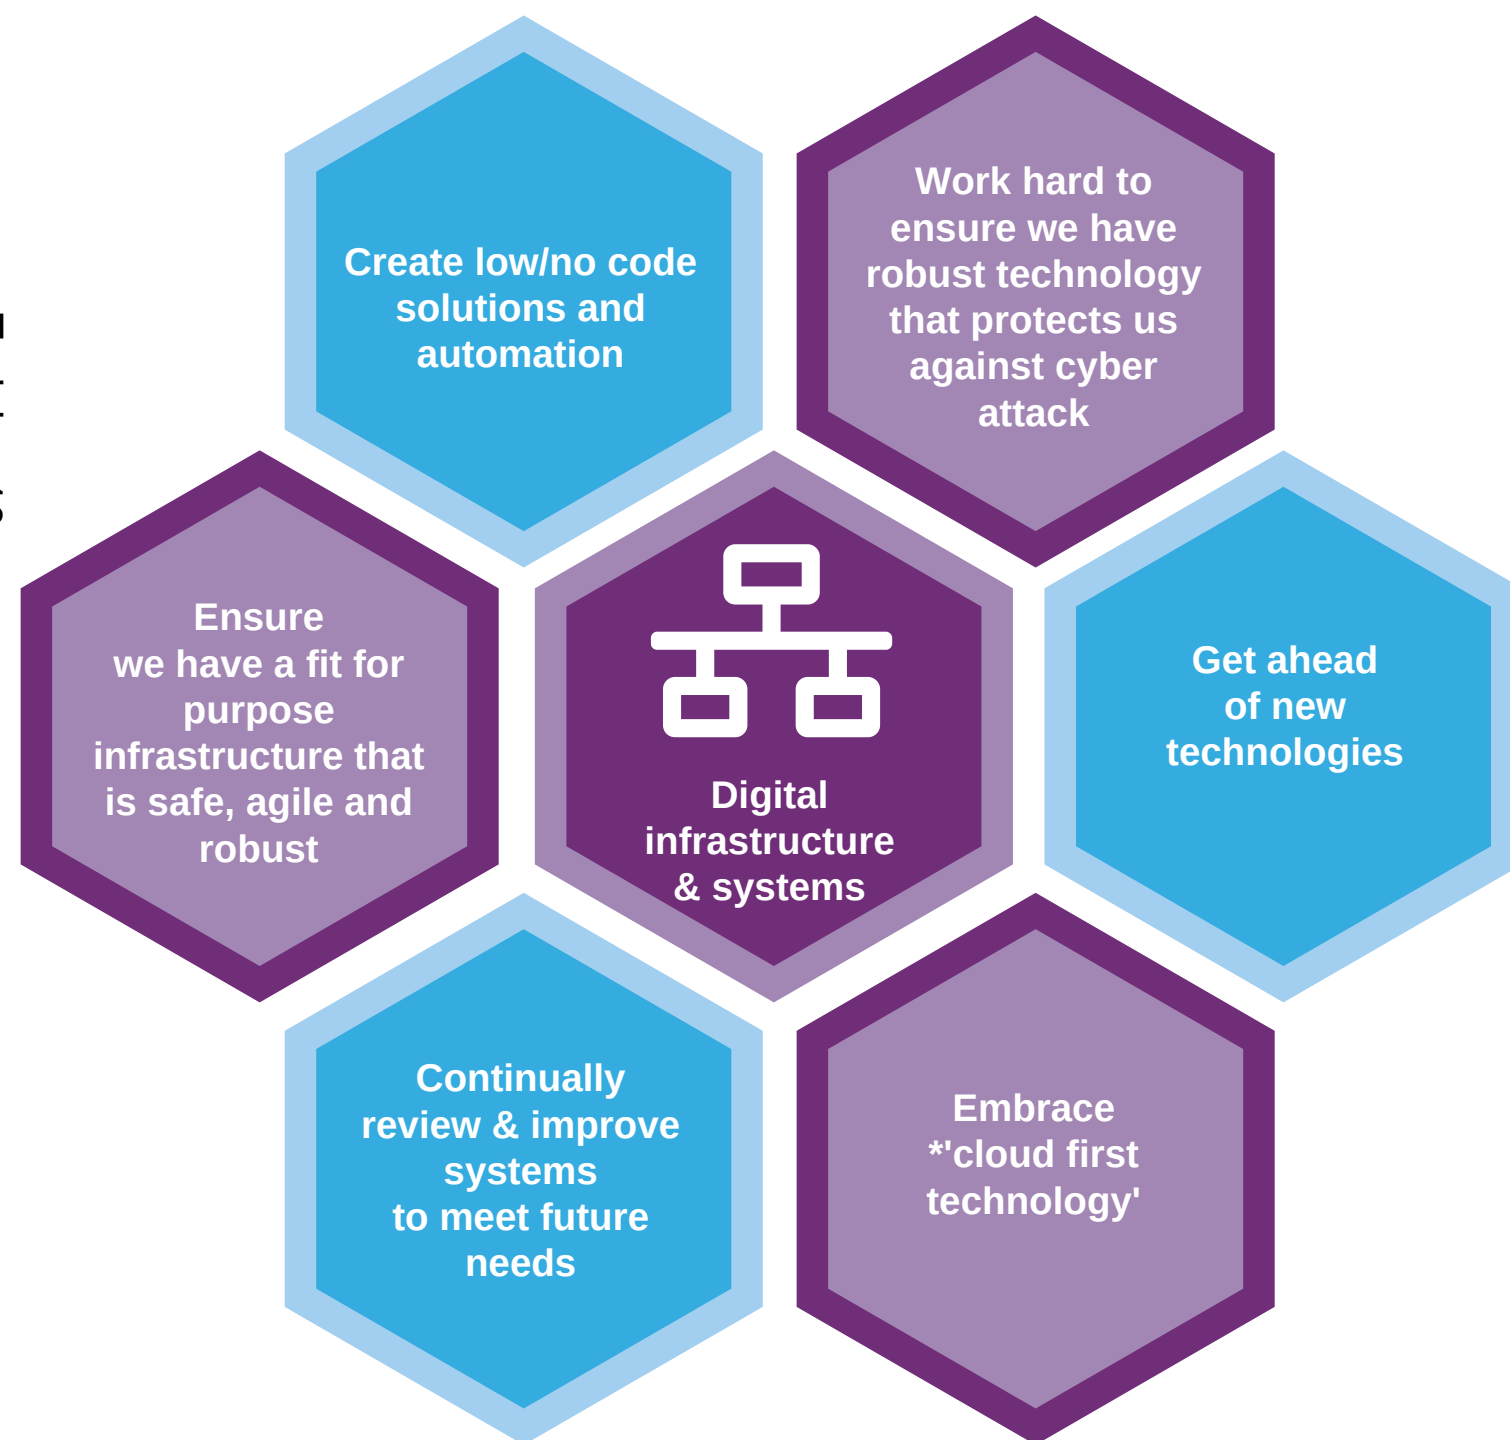 Create low/no code
solutions and
automation
Work hard to
ensure we have
robust technology
that protects us
against cyber
attack
Ensure
we have a fit for
purpose
infrastructure that
is safe, agile and
robust
Digital
infrastructure
& systems
Get ahead
of new
technologies
Continually
review & improve
systems
to meet future
needs
Embrace
*'cloud first
technology'